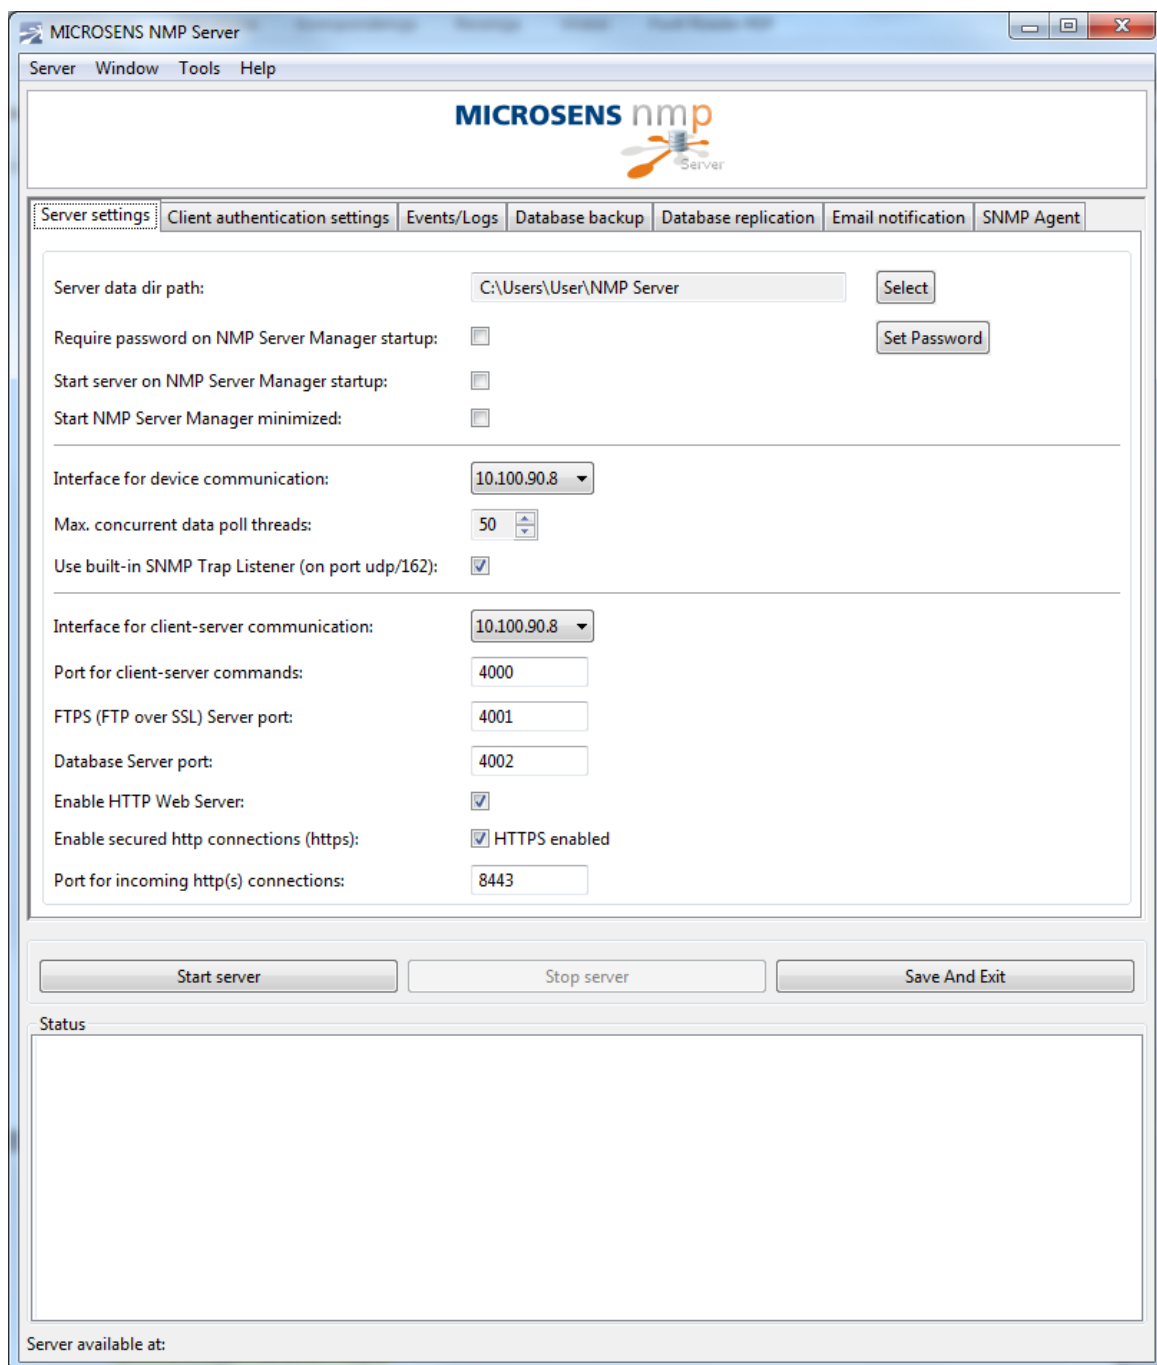 MICROSENS NMP Server
Server Window Tools Help
MICROSENS nmp
Server
Server settings Client authentication settings Events/Logs Database backup Database replication Email notification SNMP Agent
Server data dir path: C:\Users\User\NMP Server Select
Require password on NMP Server Manager startup: Set Password
Start server on NMP Server Manager startup:
Start NMP Server Manager minimized:
Interface for device communication: 10.100.90.8
Max. concurrent data poll threads: 50
Use built-in SNMP Trap Listener (on port udp/162):
Interface for client-server communication: 10.100.90.8
Port for client-server commands: 4000
FTPS (FTP over SSL) Server port: 4001
Database Server port: 4002
Enable HTTP Web Server:
Enable secured http connections (https): HTTPS enabled
Port for incoming http(s) connections: 8443
Start server Stop server Save And Exit
Status
Server available at: